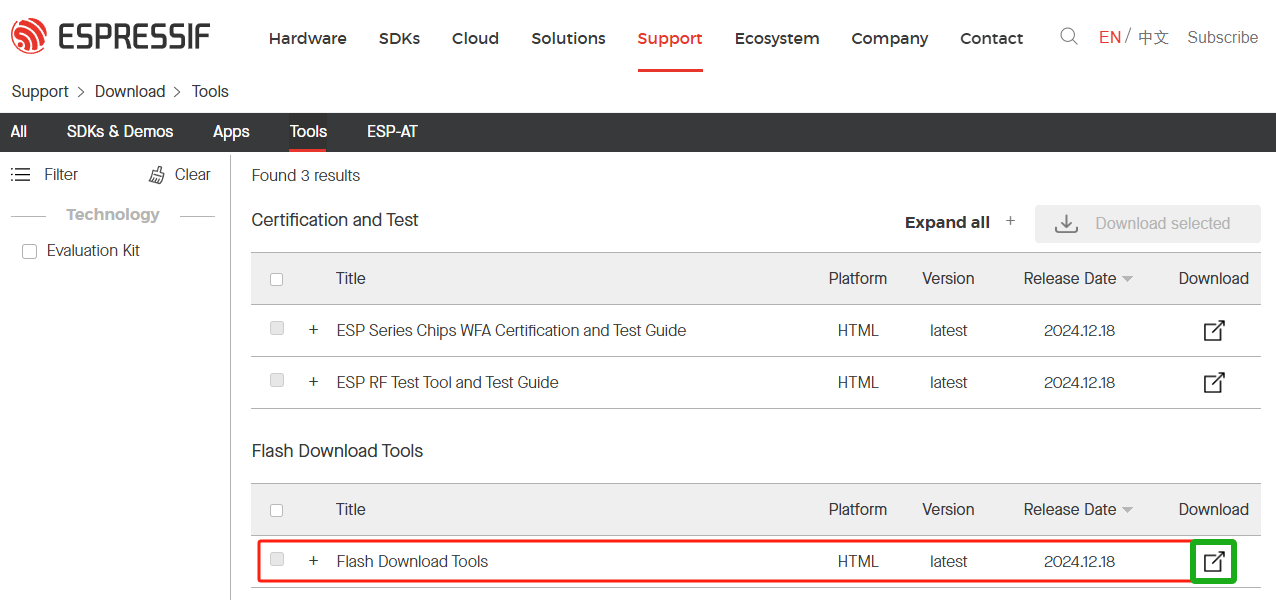 ESPRESSIF Hardware SDKs Cloud Solutions Support Ecosystem Company Contact EN / 中文 Subscribe
Support > Download > Tools
All SDKs & Demos Apps Tools ESP-AT
Filter Clear
Technology
Evaluation Kit
Found 3 results
Certification and Test Expand all + Download selected
Title Platform Version Release Date Download
+ ESP Series Chips WFA Certification and Test Guide HTML latest 2024.12.18
+ ESP RF Test Tool and Test Guide HTML latest 2024.12.18
Flash Download Tools
Title Platform Version Release Date Download
+ Flash Download Tools HTML latest 2024.12.18